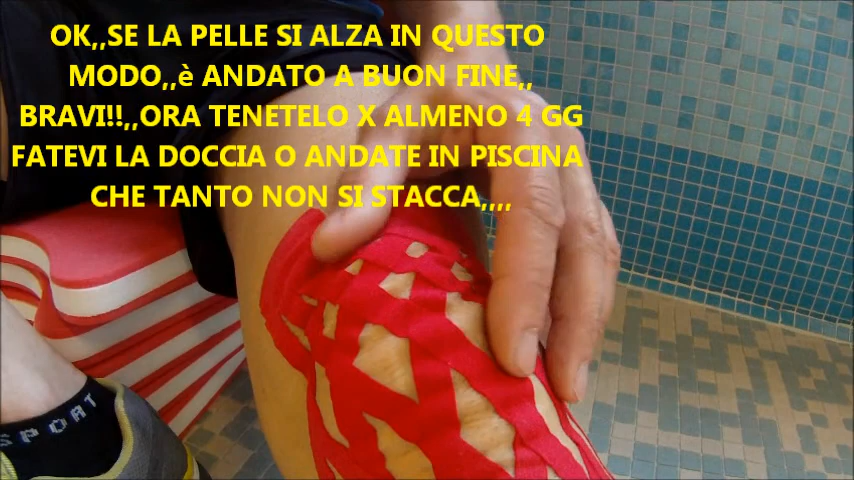 OK,,SE LA PELLE SI ALZA IN QUESTO
MODO,,è ANDATO A BUON FINE,,
BRAVI!!,,ORA TENETELO X ALMENO 4 GG
FATEVI LA DOCCIA O ANDATE IN PISCINA
CHE TANTO NON SI STACCA,,,,
SPORT